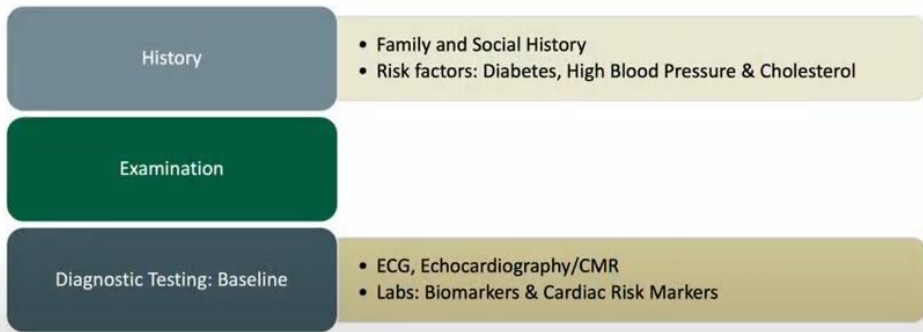 History
• Family and Social History
• Risk factors: Diabetes, High Blood Pressure & Cholesterol
Examination
Diagnostic Testing: Baseline
• ECG, Echocardiography/CMR
• Labs: Biomarkers & Cardiac Risk Markers